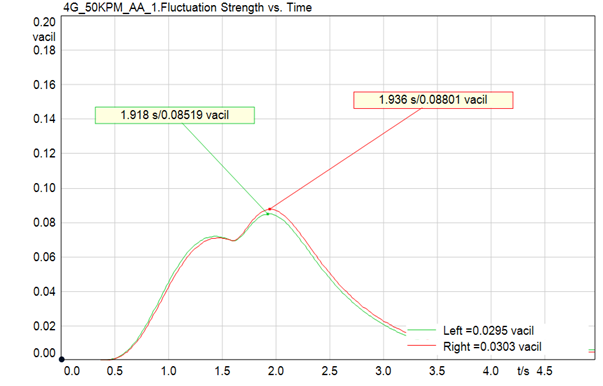 4G_50KPM_AA_1.Fluctuation Strength vs. Time
0.20
vacil
0.18
0.16
1.936 s/0.08801 vacil
1.918 s/0.08519 vacil
0.14
0.12
0.10
0.08
0.06
0.04
0.02
Left =0.0295 vacil
Right =0.0303 vacil
0.00
0.0 0.5 1.0 1.5 2.0 2.5 3.0 3.5 4.0 t/s 4.5